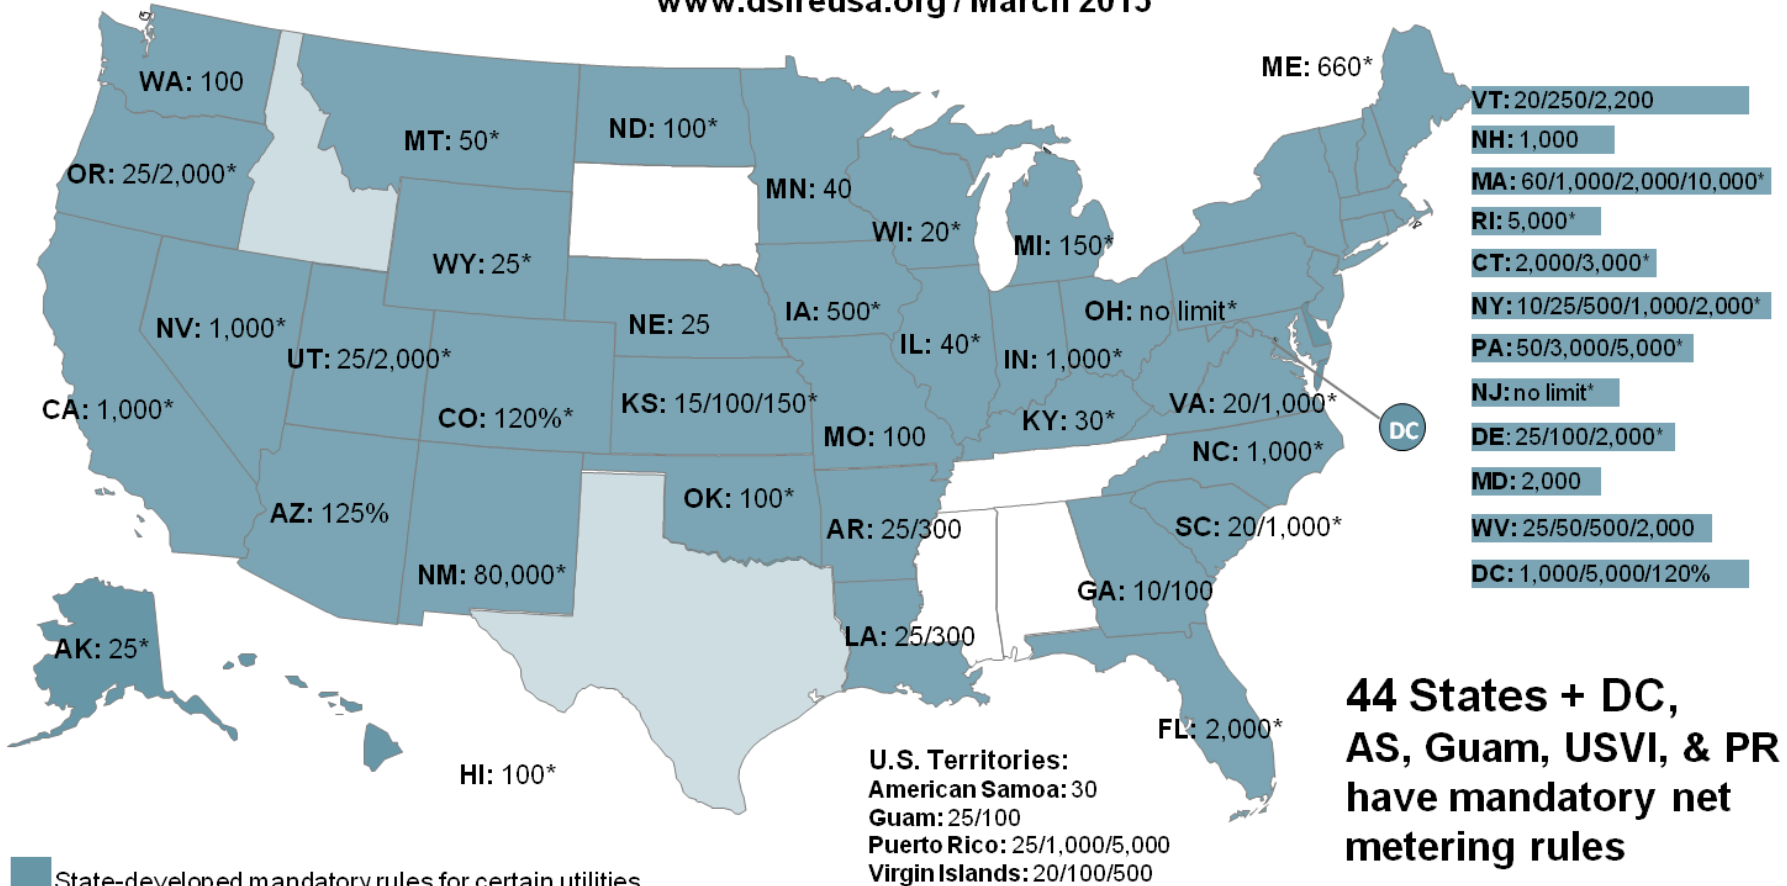 www.dsireusa.org / March 2015
WA: 100
OR: 25/2,000*
MT: 50*
ND: 100*
MN: 40
WI: 20*
MI: 150*
ME: 660*
WY: 25*
NV: 1,000*
UT: 25/2,000*
CA: 1,000*
CO: 120%*
NE: 25
KS: 15/100/150*
IA: 500*
IL: 40*
IN: 1,000*
OH: no limit*
MO: 100
KY: 30*
VA: 20/1,000*
DC
NC: 1,000*
AZ: 125%
NM: 80,000*
OK: 100*
AR: 25/300
SC: 20/1,000*
GA: 10/100
LA: 25/300
AK: 25*
HI: 100*
FL: 2,000*
VT: 20/250/2,200
NH: 1,000
MA: 60/1,000/2,000/10,000*
RI: 5,000*
CT: 2,000/3,000*
NY: 10/25/500/1,000/2,000*
PA: 50/3,000/5,000*
NJ: no limit*
DE: 25/100/2,000*
MD: 2,000
WV: 25/50/500/2,000
DC: 1,000/5,000/120%
44 States + DC,
AS, Guam, USVI, & PR
have mandatory net
metering rules
U.S. Territories:
American Samoa: 30
Guam: 25/100
Puerto Rico: 25/1,000/5,000
Virgin Islands: 20/100/500
State-developed mandatory rules for certain utilities